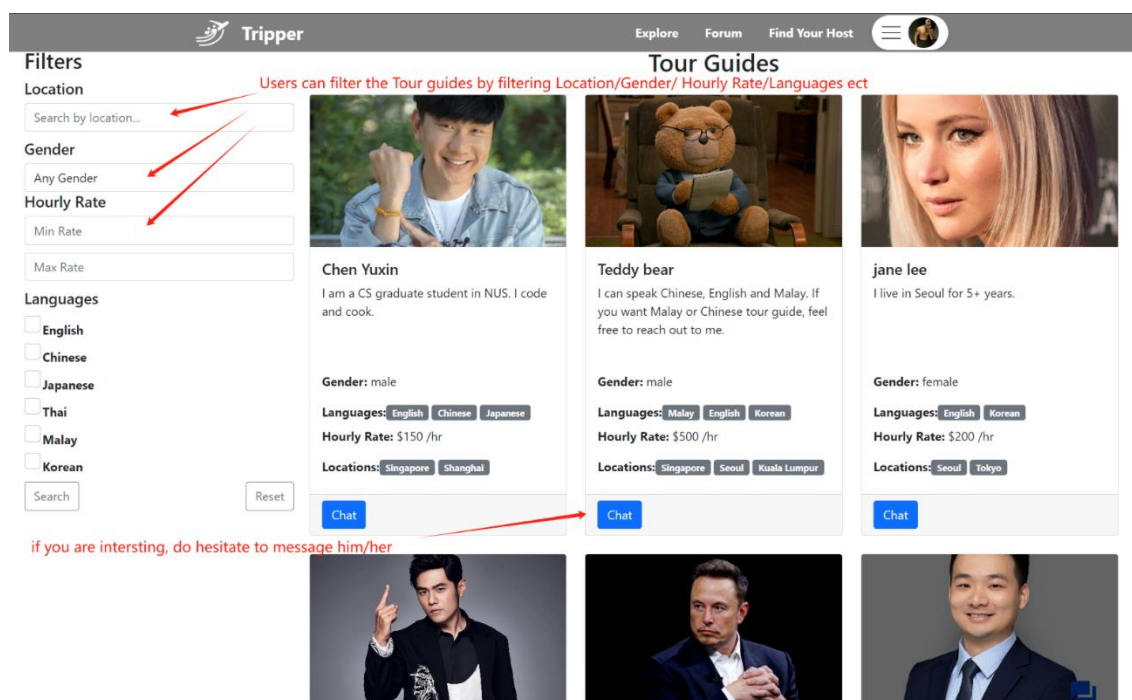 Tripper
Explore Forum Find Your Host
Filters
Tour Guides
Users can filter the Tour guides by filtering Location/Gender/ Hourly Rate/Languages ect
Location
Search by location...
Gender
Any Gender
Hourly Rate
Min Rate
Max Rate
Languages
English
Chinese
Japanese
Thai
Malay
Korean
Search Reset
Chen Yuxin
I am a CS graduate student in NUS. I code
and cook.
Gender: male
Languages: English Chinese Japanese
Hourly Rate: $150 /hr
Locations: Singapore Shanghai
Chat
Teddy bear
I can speak Chinese, English and Malay. If
you want Malay or Chinese tour guide, feel
free to reach out to me.
Gender: male
Languages: Malay English Korean
Hourly Rate: $500 /hr
Locations: Singapore Seoul Kuala Lumpur
Chat
jane lee
I live in Seoul for 5+ years.
Gender: female
Languages: English Korean
Hourly Rate: $200 /hr
Locations: Seoul Tokyo
Chat
if you are intersting, do hesitate to message him/her